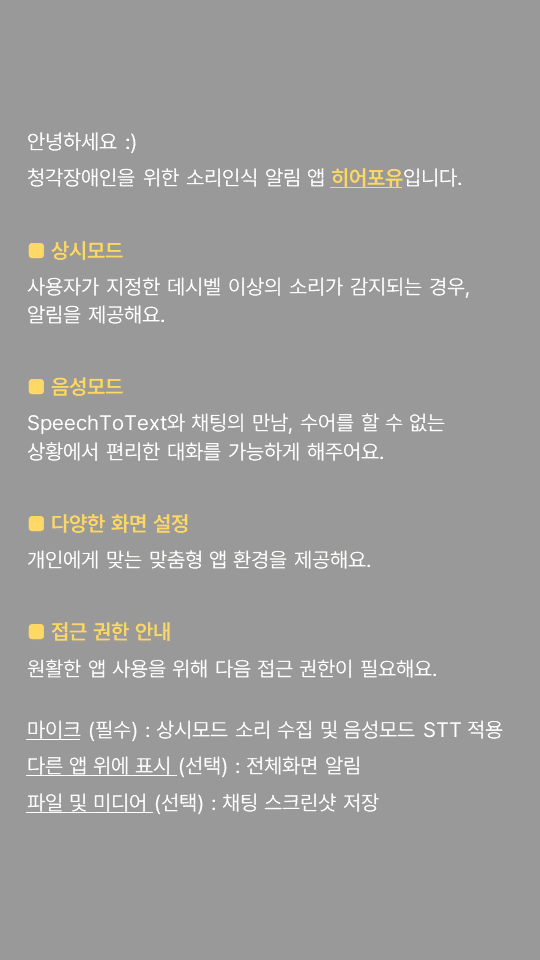 안녕하세요 :)
청각장애인을 위한 소리인식 알림 앱 히어포유입니다.
상시모드
사용자가 지정한 데시벨 이상의 소리가 감지되는 경우,
알림을 제공해요.
음성모드
SpeechToText와 채팅의 만남, 수어를 할 수 없는
상황에서 편리한 대화를 가능하게 해주어요.
다양한 화면 설정
개인에게 맞는 맞춤형 앱 환경을 제공해요.
접근 권한 안내
원활한 앱 사용을 위해 다음 접근 권한이 필요해요.
마이크 (필수) : 상시모드 소리 수집 및 음성모드 STT 적용
다른 앱 위에 표시 (선택) : 전체화면 알림
파일 및 미디어 (선택) : 채팅 스크린샷 저장